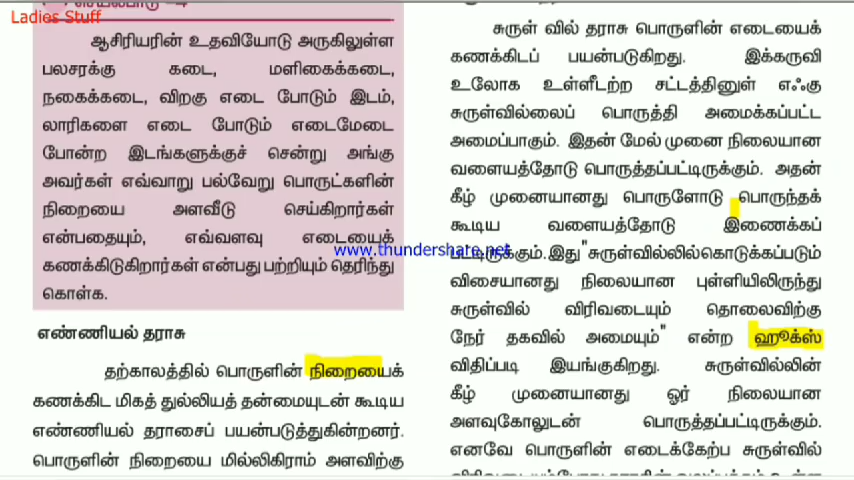 Ladies Stuff
ஆசிரியரின் உதவியோடு அருகிலுள்ள
பலசரக்கு கடை, மளிகைக்கடை,
நகைக்கடை, விறகு எடை போடும் இடம்,
லாரிகளை எடை போடும் எடைமேடை
போன்ற இடங்களுக்குச் சென்று அங்கு
அவர்கள் எவ்வாறு பல்வேறு பொருட்களின்
நிறையை அளவீடு செய்கிறார்கள்
என்பதையும், எவ்வளவு எடையைக்
கணக்கிடுகிறார்கள் என்பது பற்றியும் தெரிந்து
கொள்க.
எண்ணியல் தராசு
தற்காலத்தில் பொருளின் நிறையைக்
கணக்கிட மிகத் துல்லியத் தன்மையுடன் கூடிய
எண்ணியல் தராசைப் பயன்படுத்துகின்றனர்.
பொருளின் நிறையை மில்லிகிராம் அளவிற்கு
www.thundershare.net
சுருள் வில் தராசு பொருளின் எடையைக்
கணக்கிடப் பயன்படுகிறது. இக்கருவி
உலோக உள்ளீடற்ற சட்டத்தினுள் எஃகு
சுருள்வில்லைப் பொருத்தி அமைக்கப்பட்ட
அமைப்பாகும். இதன் மேல் முனை நிலையான
வளையத்தோடு பொருத்தப்பட்டிருக்கும். அதன்
கீழ் முனையானது பொருளோடு பொருந்தக்
கூடிய வளையத்தோடு இணைக்கப்
பட்டிருக்கும்.இது"சுருள்வில்லில்கொடுக்கப்படும்
விசையானது நிலையான புள்ளியிலிருந்து
சுருள்வில் விரிவடையும் தொலைவிற்கு
நேர் தகவில் அமையும்" என்ற ஹூக்ஸ்
விதிப்படி இயங்குகிறது. சுருள்வில்லின்
கீழ் முனையானது ஓர் நிலையான
அளவுகோலுடன் பொருத்தப்பட்டிருக்கும்.
எனவே பொருளின் எடைக்கேற்ப சுருள்வில்